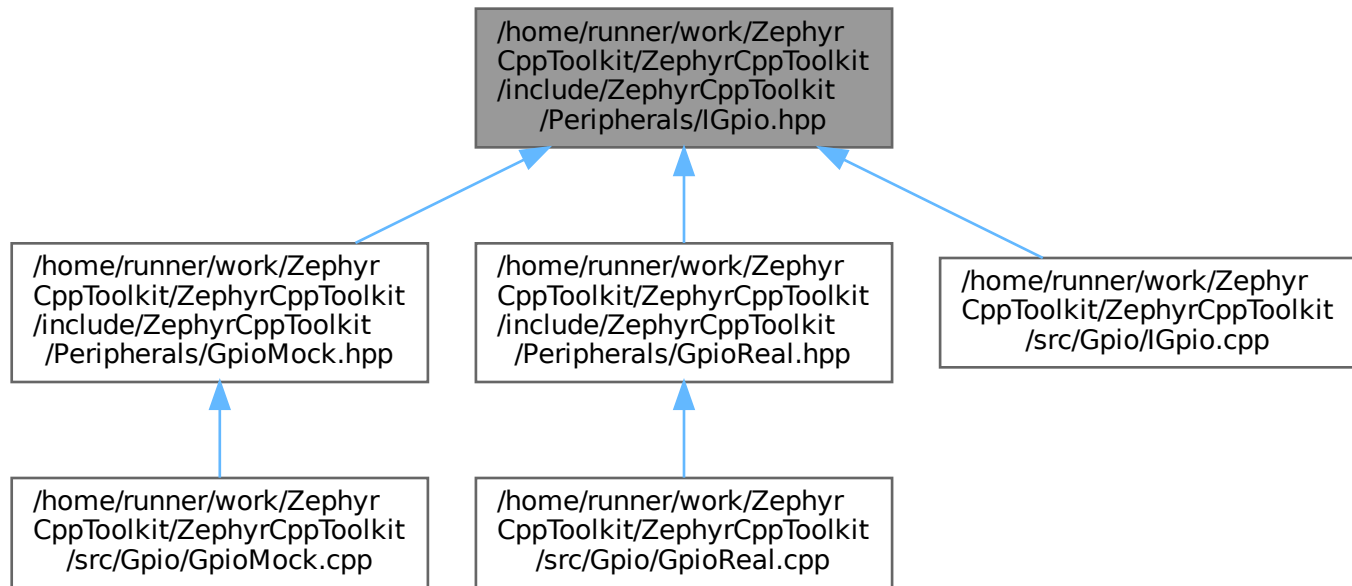 /home/runner/work/Zephyr
CppToolkit/ZephyrCppToolkit
/include/ZephyrCppToolkit
/Peripherals/IGpio.hpp
/home/runner/work/Zephyr
CppToolkit/ZephyrCppToolkit
/include/ZephyrCppToolkit
/Peripherals/GpioMock.hpp
/home/runner/work/Zephyr
CppToolkit/ZephyrCppToolkit
/include/ZephyrCppToolkit
/Peripherals/GpioReal.hpp
/home/runner/work/Zephyr
CppToolkit/ZephyrCppToolkit
/src/Gpio/IGpio.cpp
/home/runner/work/Zephyr
CppToolkit/ZephyrCppToolkit
/src/Gpio/GpioMock.cpp
/home/runner/work/Zephyr
CppToolkit/ZephyrCppToolkit
/src/Gpio/GpioReal.cpp